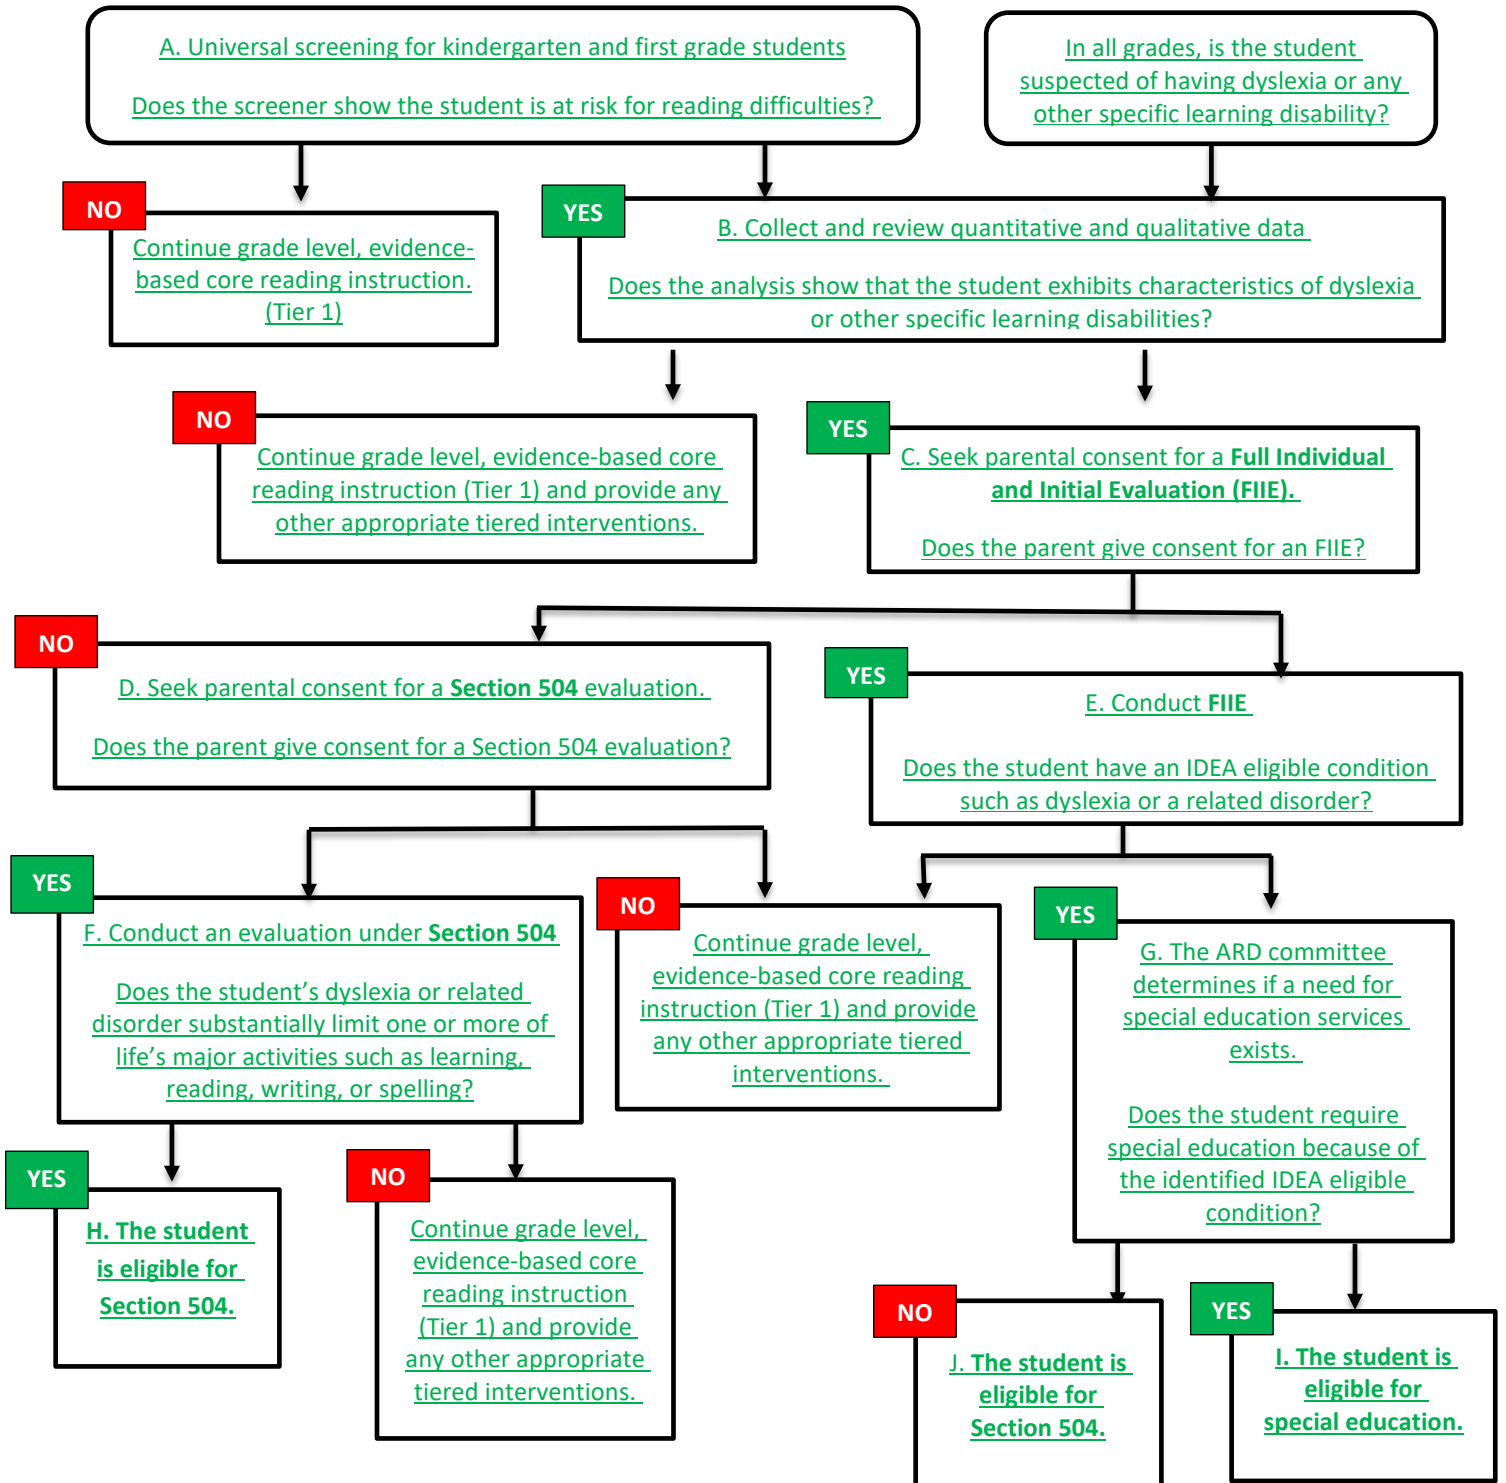 A. Universal screening for kindergarten and first grade students
Does the screener show the student is at risk for reading difficulties?
In all grades, is the student
suspected of having dyslexia or any
other specific learning disability?
NO
Continue grade level, evidence-
based core reading instruction.
(Tier 1)
YES
B. Collect and review quantitative and qualitative data
Does the analysis show that the student exhibits characteristics of dyslexia
or other specific learning disabilities?
NO
Continue grade level, evidence-based core
reading instruction (Tier 1) and provide any
other appropriate tiered interventions.
YES
C. Seek parental consent for a Full Individual
and Initial Evaluation (FIIE).
Does the parent give consent for an FIIE?
NO
D. Seek parental consent for a Section 504 evaluation.
Does the parent give consent for a Section 504 evaluation?
YES
E. Conduct FIIE
Does the student have an IDEA eligible condition
such as dyslexia or a related disorder?
YES
F. Conduct an evaluation under Section 504
Does the student’s dyslexia or related
disorder substantially limit one or more of
life’s major activities such as learning,
reading, writing, or spelling?
NO
Continue grade level,
evidence-based core reading
instruction (Tier 1) and provide
any other appropriate tiered
interventions.
YES
G. The ARD committee
determines if a need for
special education services
exists.
Does the student require
special education because of
the identified IDEA eligible
condition?
YES
H. The student
is eligible for
Section 504.
NO
Continue grade level,
evidence-based core
reading instruction
(Tier 1) and provide
any other appropriate
tiered interventions.
NO
J. The student is
eligible for
Section 504.
YES
I. The student is
eligible for
special education.